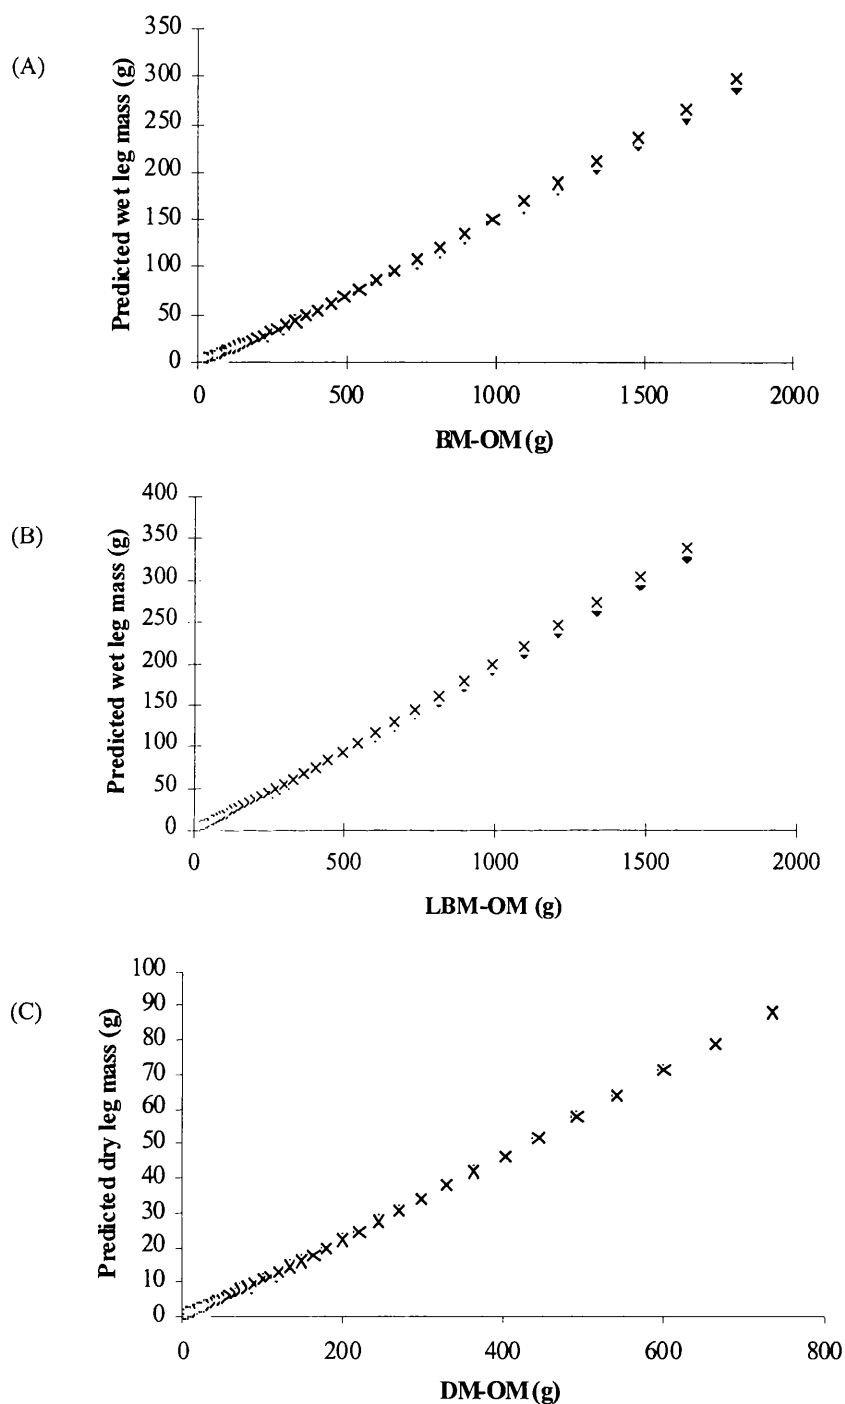 (A)
Predicted wet leg mass (g)
350
300
250
200
150
100
50
0
0 500 1000 1500 2000
BM-OM (g)
(B)
Predicted wet leg mass (g)
400
350
300
250
200
150
100
50
0
0 500 1000 1500 2000
LBM-OM (g)
(C)
Predicted dry leg mass (g)
100
90
80
70
60
50
40
30
20
10
0
0 200 400 600 800
DM-OM (g)